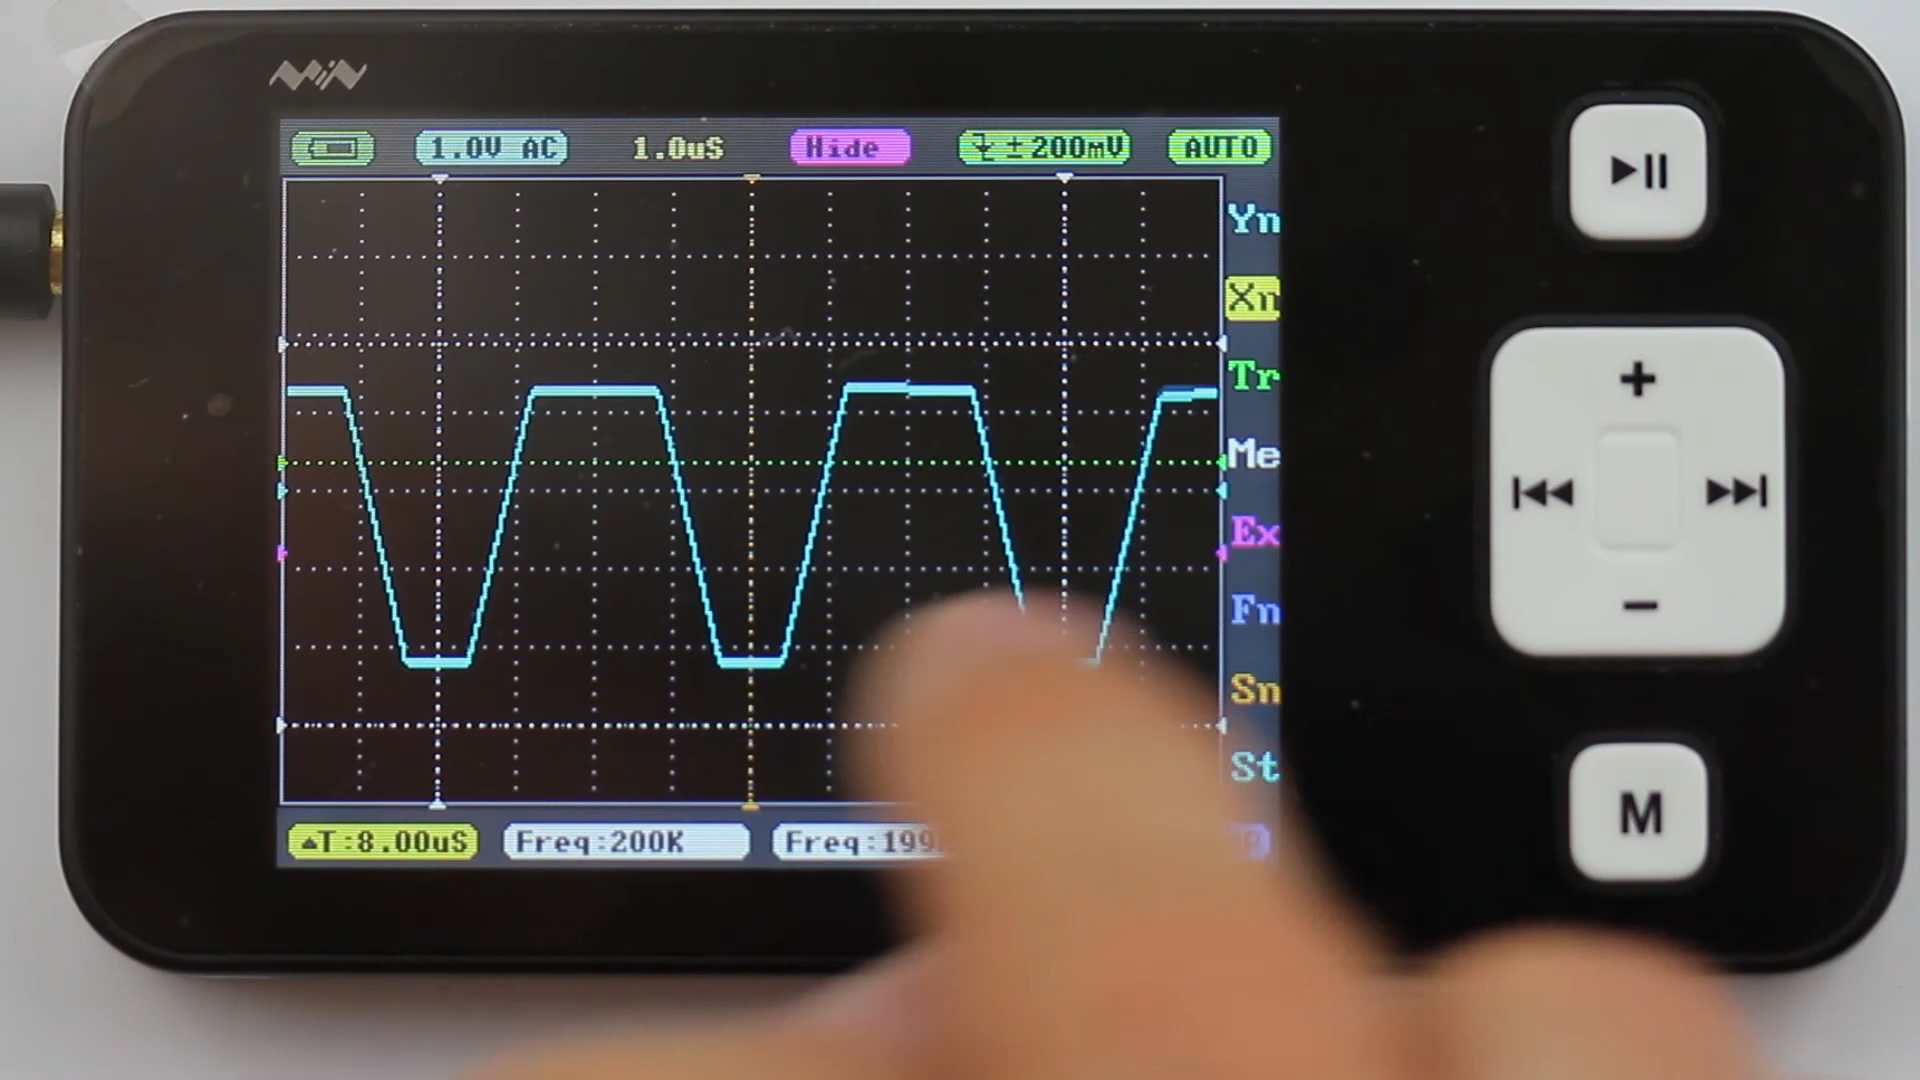 MiN
1.0V AC 1.0uS Hide ±200mV AUTO
Yn
Xn
Tr
Me
Ex
Fn
Sn
St
△T:8.00uS Freq:200K Freq:199
+
−
M